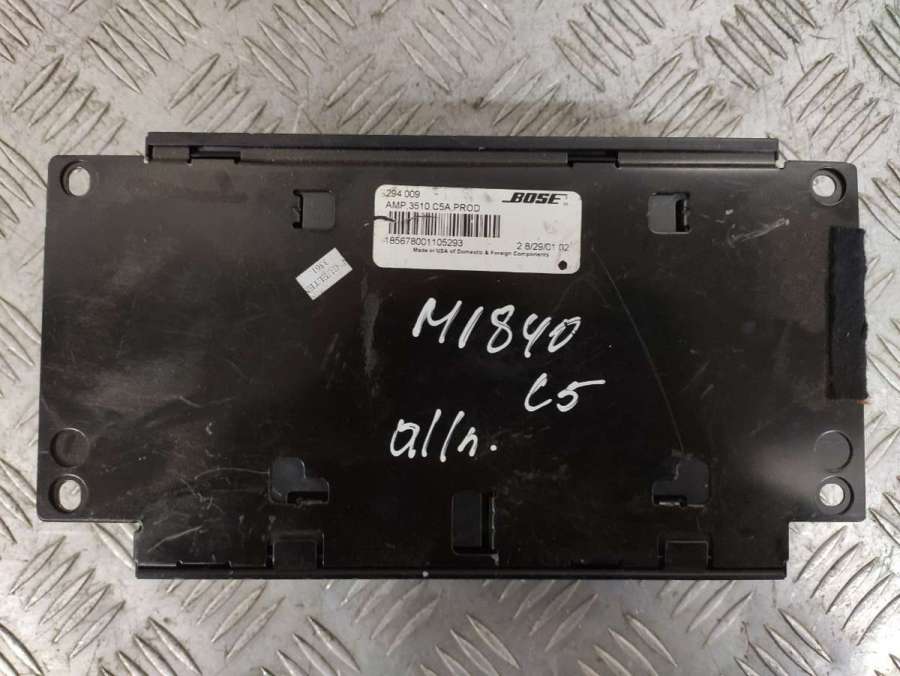 294 009
BOSE
AMP 3510 C5A PROD
185678001105293
2 8/29/01 02
Made or USA of Domestic & Foreign Components
M1840
C5